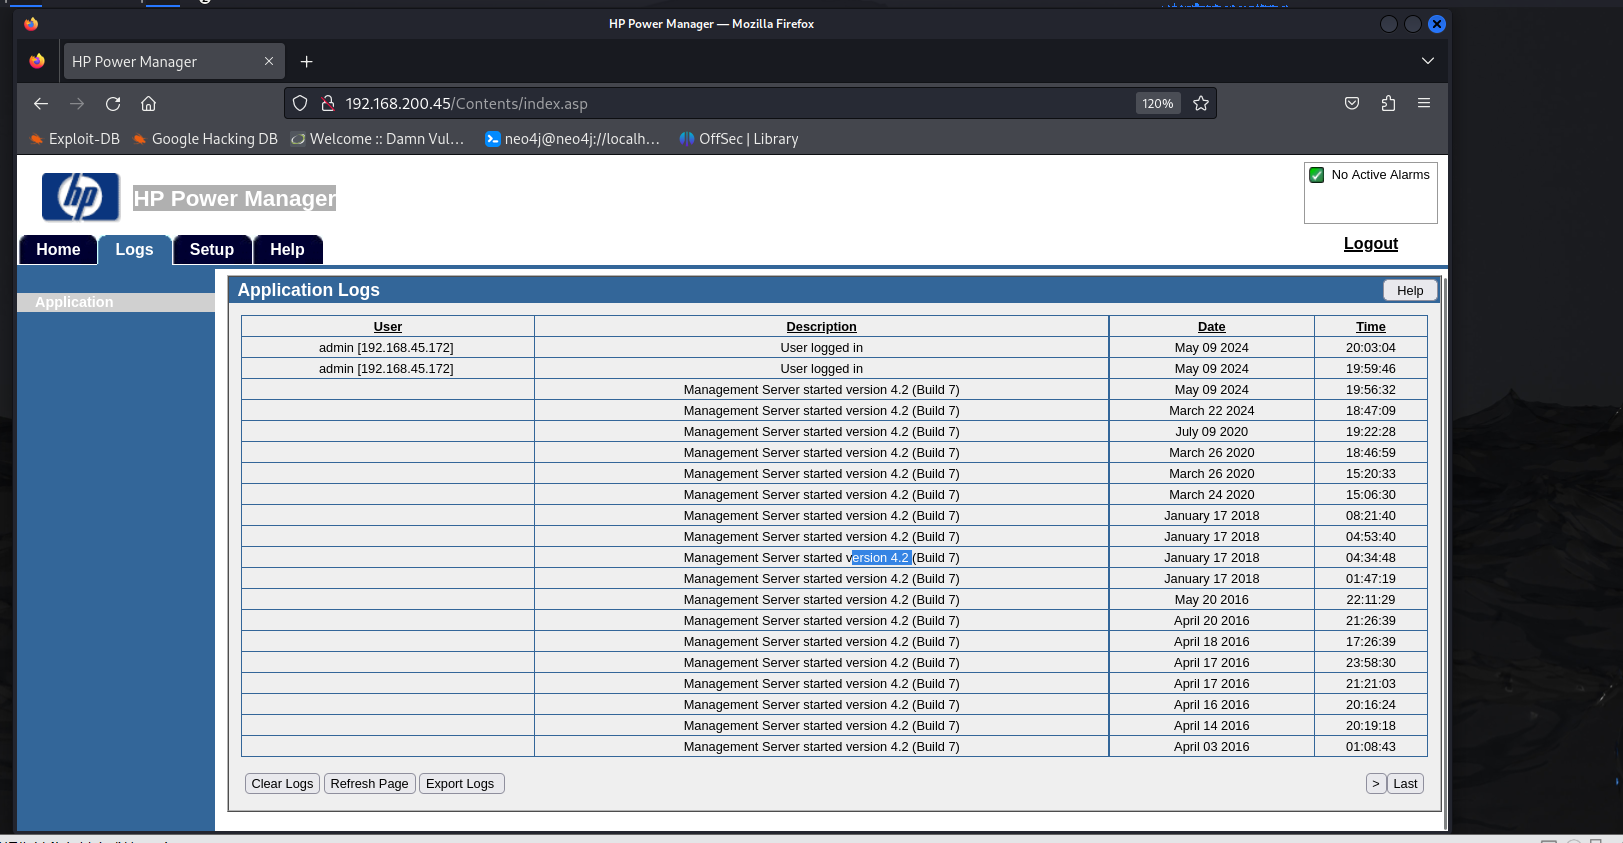 HP Power Manager — Mozilla Firefox
HP Power Manager
192.168.200.45/Contents/index.asp
120%
Exploit-DB Google Hacking DB Welcome :: Damn Vul… neo4j@neo4j://localh… OffSec | Library
hp HP Power Manager
No Active Alarms
Home Logs Setup Help
Logout
Application
Application Logs
Help
User Description Date Time
admin [192.168.45.172] User logged in May 09 2024 20:03:04
admin [192.168.45.172] User logged in May 09 2024 19:59:46
Management Server started version 4.2 (Build 7) May 09 2024 19:56:32
Management Server started version 4.2 (Build 7) March 22 2024 18:47:09
Management Server started version 4.2 (Build 7) July 09 2020 19:22:28
Management Server started version 4.2 (Build 7) March 26 2020 18:46:59
Management Server started version 4.2 (Build 7) March 26 2020 15:20:33
Management Server started version 4.2 (Build 7) March 24 2020 15:06:30
Management Server started version 4.2 (Build 7) January 17 2018 08:21:40
Management Server started version 4.2 (Build 7) January 17 2018 04:53:40
Management Server started version 4.2 (Build 7) January 17 2018 04:34:48
Management Server started version 4.2 (Build 7) January 17 2018 01:47:19
Management Server started version 4.2 (Build 7) May 20 2016 22:11:29
Management Server started version 4.2 (Build 7) April 20 2016 21:26:39
Management Server started version 4.2 (Build 7) April 18 2016 17:26:39
Management Server started version 4.2 (Build 7) April 17 2016 23:58:30
Management Server started version 4.2 (Build 7) April 17 2016 21:21:03
Management Server started version 4.2 (Build 7) April 16 2016 20:16:24
Management Server started version 4.2 (Build 7) April 14 2016 20:19:18
Management Server started version 4.2 (Build 7) April 03 2016 01:08:43
Clear Logs Refresh Page Export Logs > Last